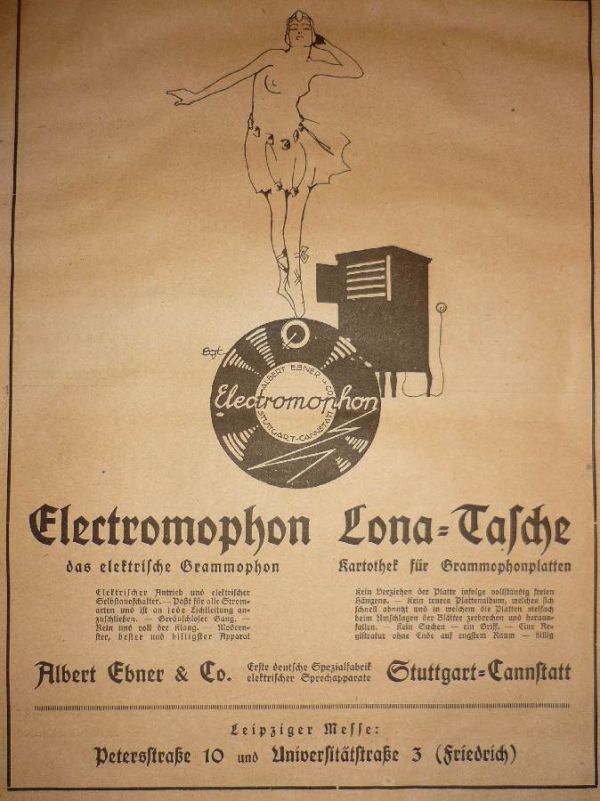 Bgt
ALBERT EBNER & CO
Electromophon
STUTTGART-CANNSTATT
Electromophon
das elektrische Grammophon
Elektrischer Antrieb und elektrischer
Selbstausschalter. — Paßt für alle Strom-
arten und ist an jede Lichtleitung an-
zuschließen. — Geräuschloser Gang. —
Rein und voll der Klang. — Modern-
ster, bester und billigster Apparat
Lona-Tasche
Kartothek für Grammophonplatten
Kein Verziehen der Platte infolge vollständig freien
Hängens. — Kein teures Plattenalbum, welches sich
schnell abnutzt und in welchem die Platten vielfach
beim Umschlagen der Blätter zerbrechen und heraus-
fallen. — Kein Suchen — ein Griff. — Eine Re-
gistratur ohne Ende auf engstem Raum — billig
Albert Ebner & Co.
Erste deutsche Spezialfabrik
elektrischer Sprechapparate
Stuttgart-Cannstatt
Leipziger Messe:
Petersstraße 10 und Universitätstraße 3 (Friedrich)